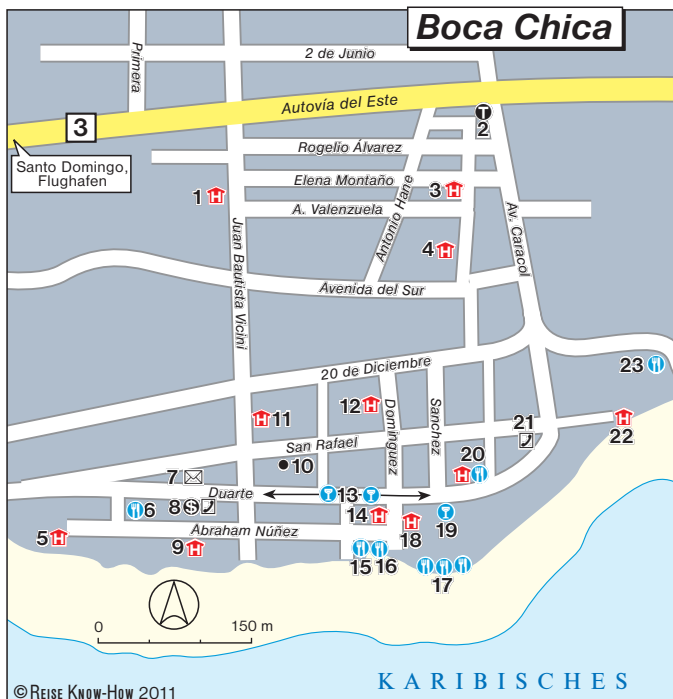 Boca Chica
Primera
2 de Junio
Autovía del Este
3
T
2
Santo Domingo,
Flughafen
Rogelio Álvarez
Elena Montaño
A. Valenzuela
1 H
3 H
4 H
Antonio Hane
Juan Bautista Vicini
Av. Caracol
Avenida del Sur
20 de Diciembre
23
12 H
H 11
Dominguez
Sanchez
21
H
22
San Rafael
10
7
20
H
Duarte
13
8 $
6
14 H
H
18
19
5 H
Abraham Núñez
9 H
15
16
17
0
150 m
KARIBISCHES
© REISE KNOW-HOW 2011